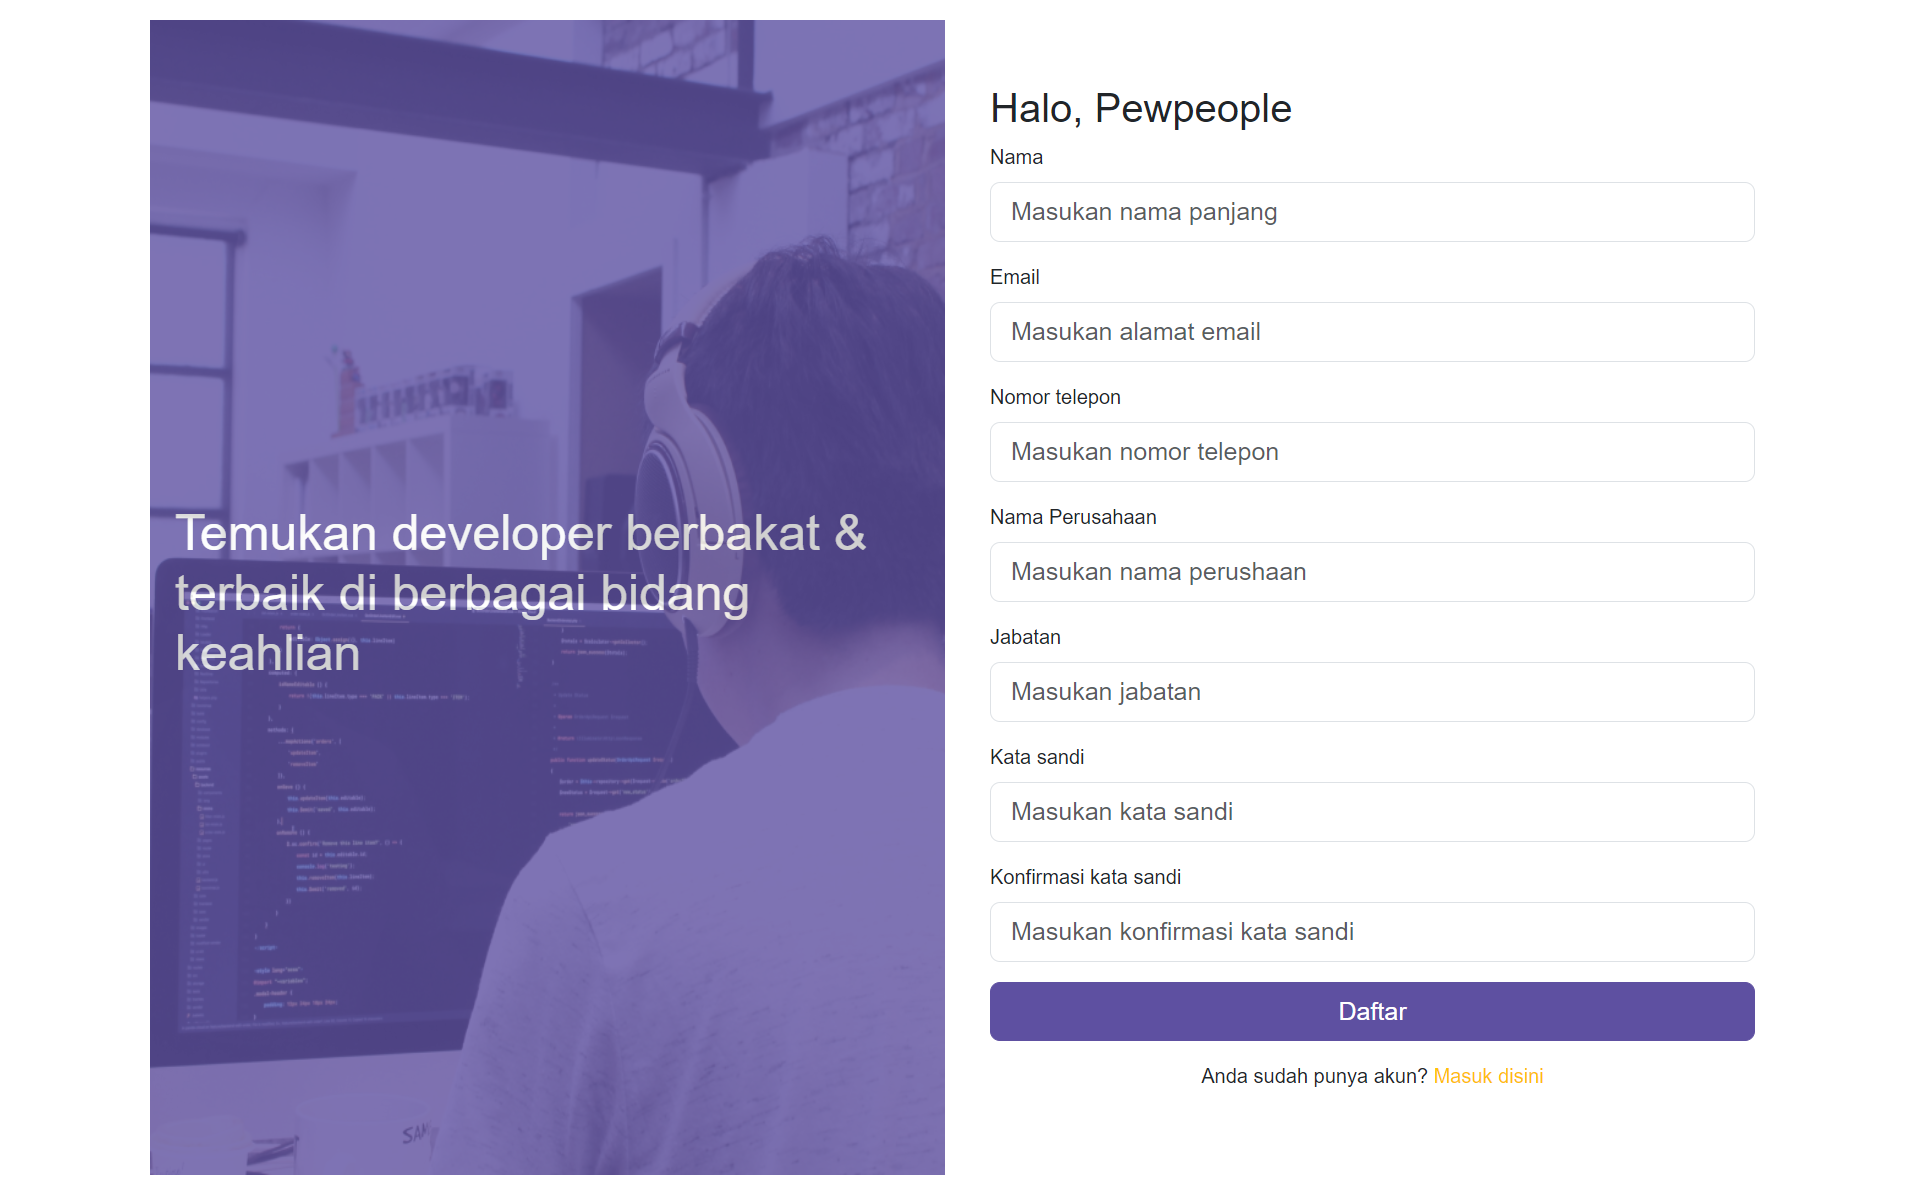 Temukan developer berbakat &
terbaik di berbagai bidang
keahlian
Halo, Pewpeople
Nama
Masukan nama panjang
Email
Masukan alamat email
Nomor telepon
Masukan nomor telepon
Nama Perusahaan
Masukan nama perushaan
Jabatan
Masukan jabatan
Kata sandi
Masukan kata sandi
Konfirmasi kata sandi
Masukan konfirmasi kata sandi
Daftar
Anda sudah punya akun? Masuk disini